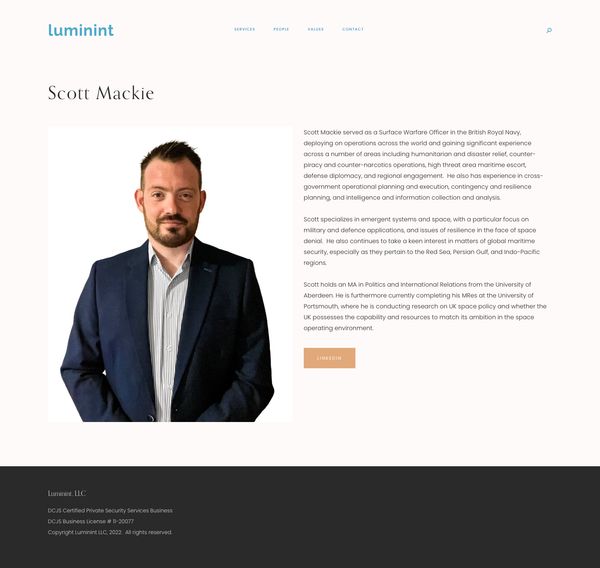 luminint
SERVICES
PEOPLE
VALUES
CONTACT
Scott Mackie
Scott Mackie served as a Surface Warfare Officer in the British Royal Navy,
deploying on operations across the world and gaining significant experience
across a number of areas including humanitarian and disaster relief, counter-
piracy and counter-narcotics operations, high threat area maritime escort,
defense diplomacy, and regional engagement.  He also has experience in cross-
government operational planning and execution, contingency and resilience
planning, and intelligence and information collection and analysis.
Scott specializes in emergent systems and space, with a particular focus on
military and defence applications, and issues of resilience in the face of space
denial.  He also continues to take a keen interest in matters of global maritime
security, especially as they pertain to the Red Sea, Persian Gulf, and Indo-Pacific
regions.
Scott holds an MA in Politics and International Relations from the University of
Aberdeen. He is furthermore currently completing his MRes at the University of
Portsmouth, where he is conducting research on UK space policy and whether the
UK possesses the capability and resources to match its ambition in the space
operating environment.
LINKEDIN
Luminint, LLC
DCJS Certified Private Security Services Business
DCJS Business License # 11-20077
Copyright Luminint LLC, 2022.  All rights reserved.